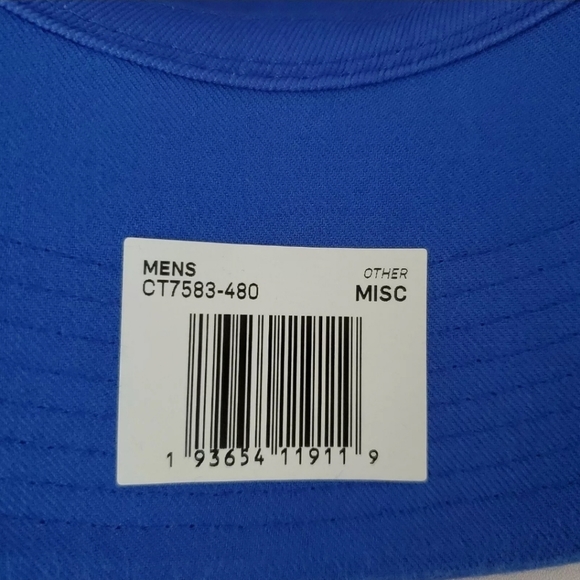 MENS OTHER
CT7583-480 MISC
1 93654 11911 9